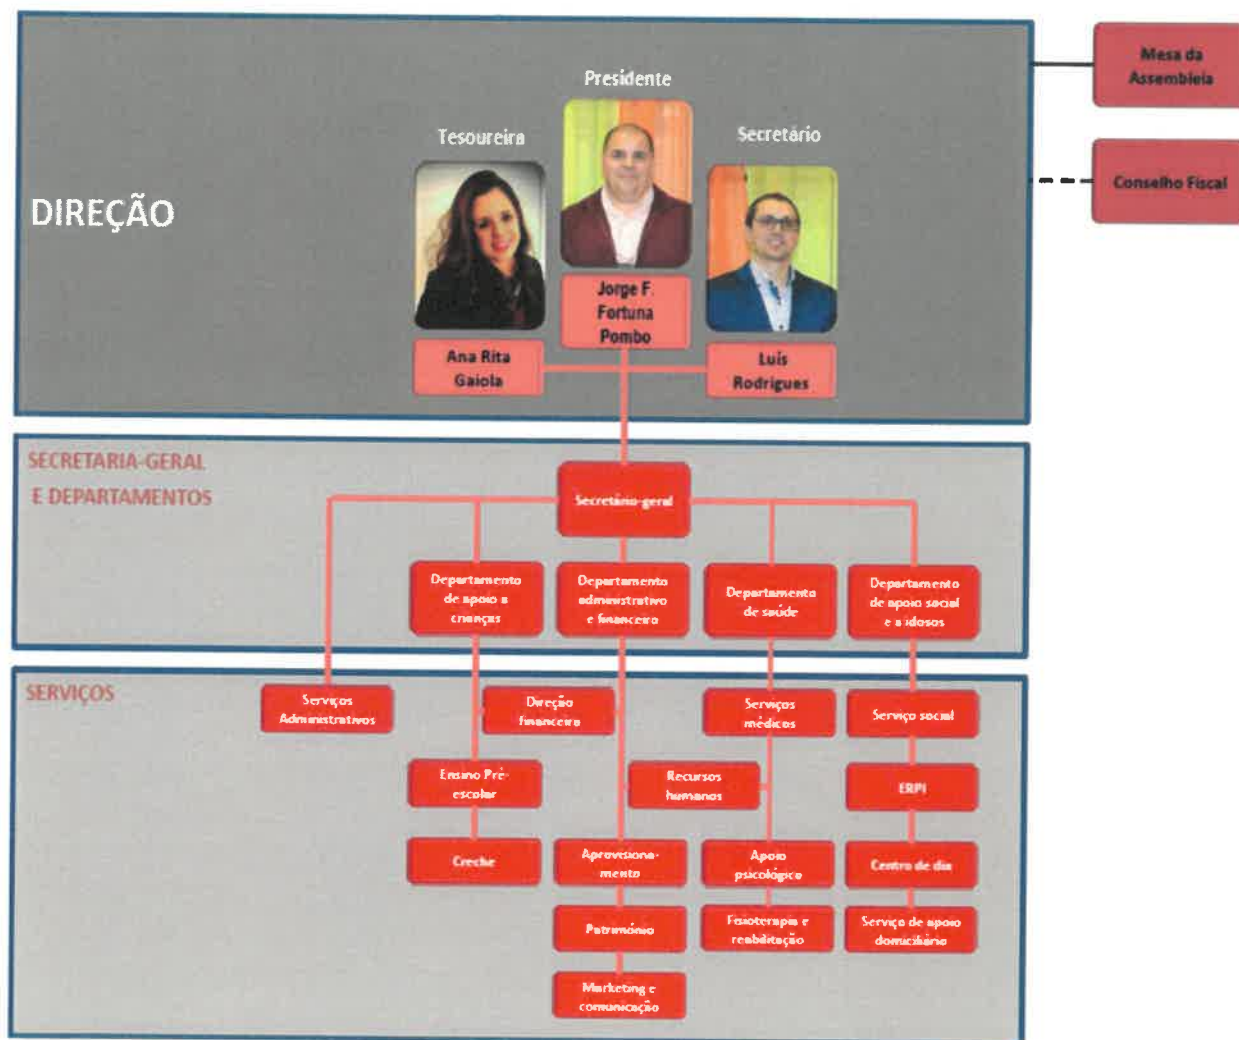 Mesa da
Assembleia
Conselho Fiscal
DIREÇÃO
Presidente
Tesoureira
Secretário
Jorge F.
Fortuna
Pombo
Ana Rita
Gaiola
Luís
Rodrigues
SECRETARIA-GERAL
E DEPARTAMENTOS
Secretário-geral
Departamento
de apoio a
crianças
Departamento
administrativo
e financeiro
Departamento
de saúde
Departamento
de apoio social
e a idosos
SERVIÇOS
Serviços
Administrativos
Direção
financeira
Serviços
médicos
Serviço social
Ensino Pré-
escolar
Recursos
humanos
ERPI
Creche
Aprovisiona-
mento
Apoio
psicológico
Centro de dia
Património
Fisioterapia e
reabilitação
Serviço de apoio
domiciliário
Marketing e
comunicação